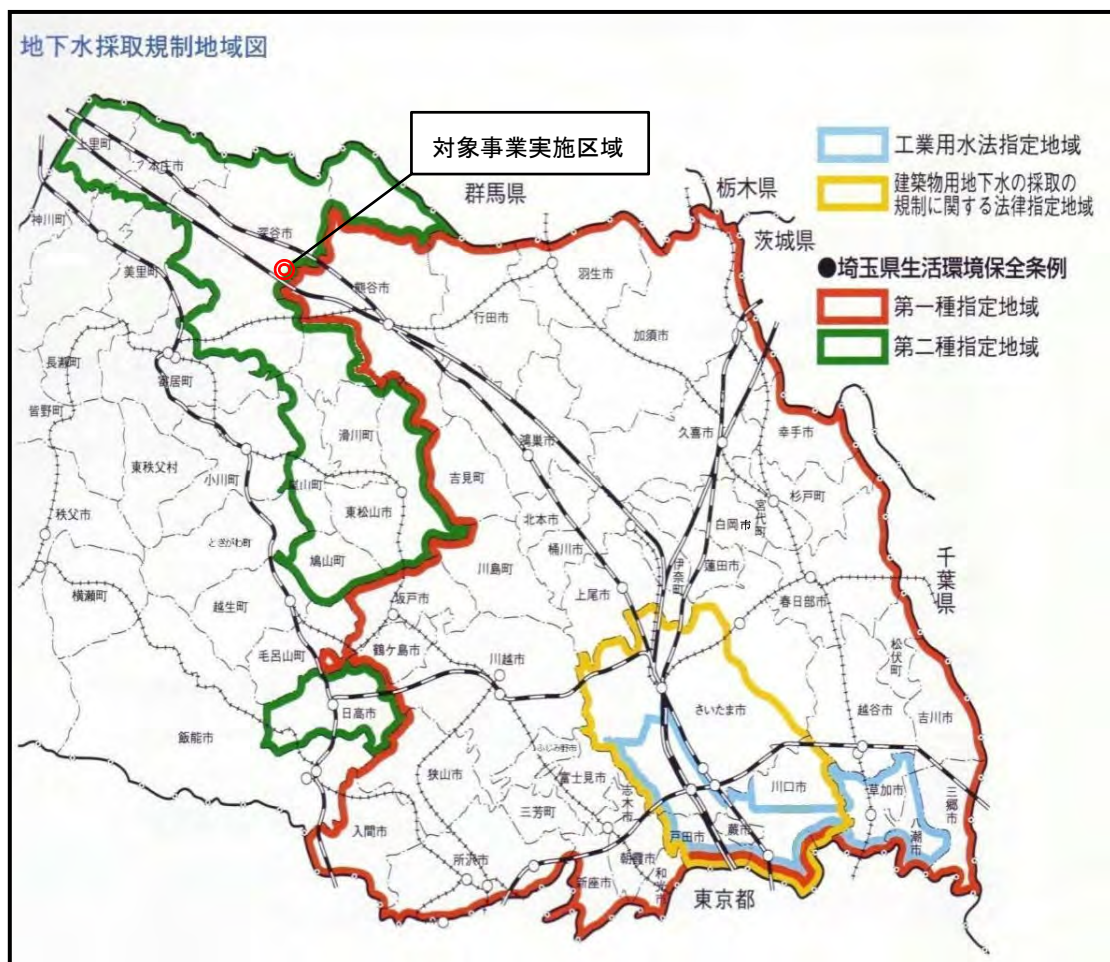 地下水採取規制地域図
対象事業実施区域
群馬県
栃木県
茨城県
千葉県
東京都
工業用水法指定地域
建築物用地下水の採取の
規制に関する法律指定地域
●埼玉県生活環境保全条例
第一種指定地域
第二種指定地域
上里町
本庄市
神川町
深谷市
美里町
熊谷市
行田市
羽生市
加須市
長瀞町
寄居町
皆野町
滑川町
鴻巣市
久喜市
幸手市
東秩父村
小川町
嵐山町
吉見町
秩父市
東松山市
北本市
白岡市
宮代町
杉戸町
ときがわ町
鳩山町
桶川市
伊奈町
蓮田市
横瀬町
越生町
川島町
上尾市
春日部市
坂戸市
毛呂山町
鶴ケ島市
川越市
松伏町
日高市
さいたま市
越谷市
吉川市
飯能市
ふじみ野市
狭山市
富士見市
川口市
草加市
三郷市
三芳町
志木市
戸田市
蕨市
八潮市
入間市
所沢市
朝霞市
和光市
新座市